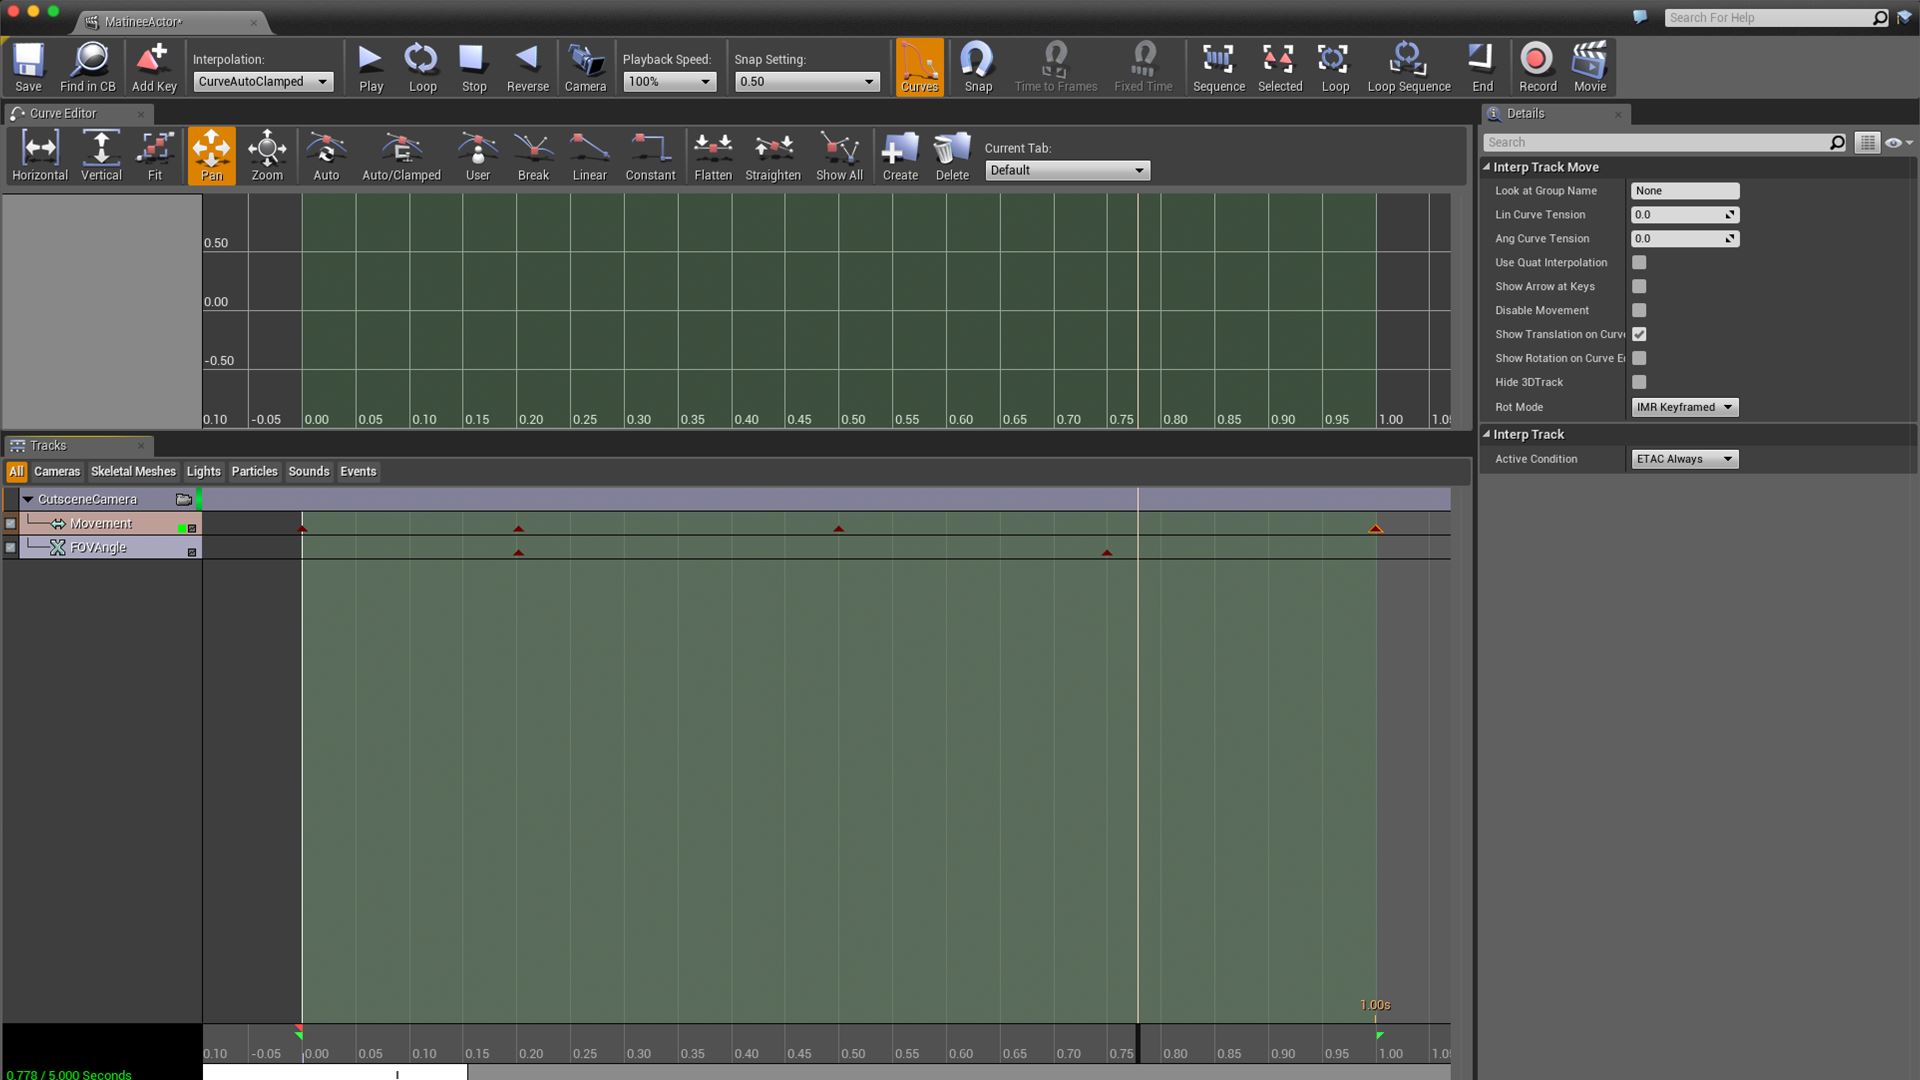 MatineeActor*
Search For Help
Save
Find in CB
Add Key
Interpolation:
CurveAutoClamped
Play
Loop
Stop
Reverse
Camera
Playback Speed:
100%
Snap Setting:
0.50
Curves
Snap
Time to Frames
Fixed Time
Sequence
Selected
Loop
Loop Sequence
End
Record
Movie
Curve Editor
Horizontal
Vertical
Fit
Pan
Zoom
Auto
Auto/Clamped
User
Break
Linear
Constant
Flatten
Straighten
Show All
Create
Delete
Current Tab:
Default
0.50
0.00
-0.50
0.10 -0.05 0.00 0.05 0.10 0.15 0.20 0.25 0.30 0.35 0.40 0.45 0.50 0.55 0.60 0.65 0.70 0.75 0.80 0.85 0.90 0.95 1.00 1.0
Tracks
All Cameras Skeletal Meshes Lights Particles Sounds Events
CutsceneCamera
Movement
FOVAngle
1.00s
0.10 -0.05 0.00 0.05 0.10 0.15 0.20 0.25 0.30 0.35 0.40 0.45 0.50 0.55 0.60 0.65 0.70 0.75 0.80 0.85 0.90 0.95 1.00 1.0
0.778 / 5.000 Seconds
Details
Search
Interp Track Move
Look at Group Name None
Lin Curve Tension 0.0
Ang Curve Tension 0.0
Use Quat Interpolation
Show Arrow at Keys
Disable Movement
Show Translation on Curv
Show Rotation on Curve E
Hide 3DTrack
Rot Mode IMR Keyframed
Interp Track
Active Condition ETAC Always